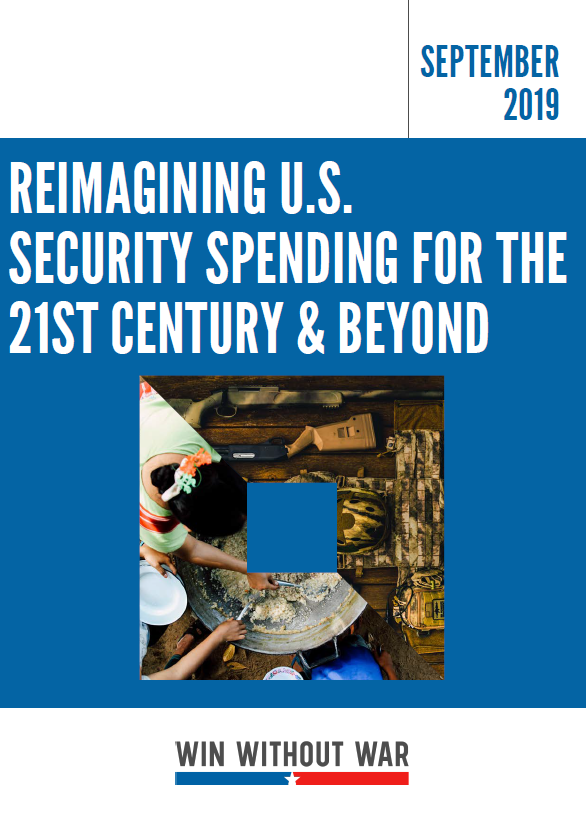 SEPTEMBER
2019
REIMAGINING U.S.
SECURITY SPENDING FOR THE
21ST CENTURY & BEYOND
WIN WITHOUT WAR